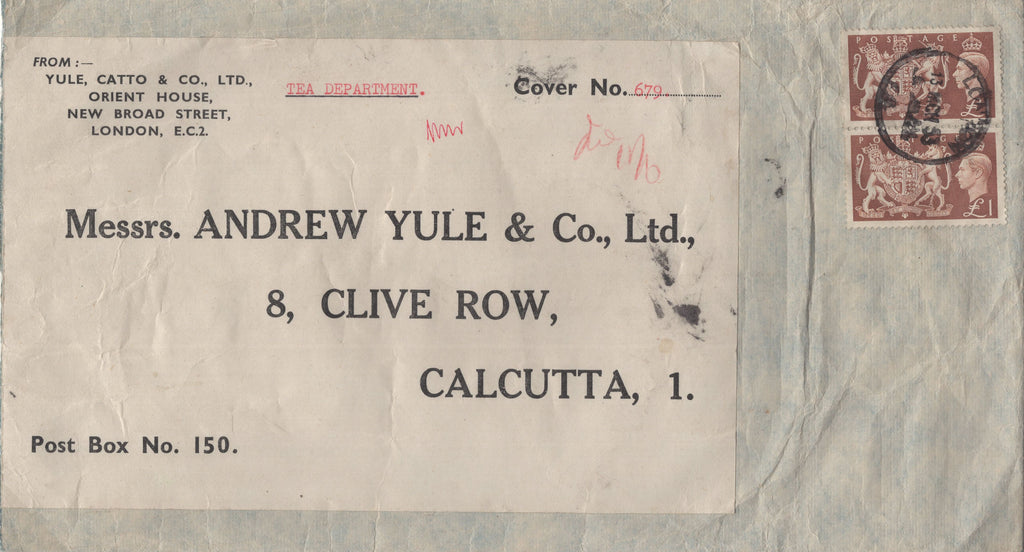 FROM :—
YULE, CATTO & CO., LTD.,
ORIENT HOUSE,
NEW BROAD STREET,
LONDON, E.C.2.
TEA DEPARTMENT.
Cover No. 679
Messrs. ANDREW YULE & Co., Ltd.,
8, CLIVE ROW,
CALCUTTA, 1.
Post Box No. 150.
POSTAGE
£1
POSTAGE
£1
LONDON